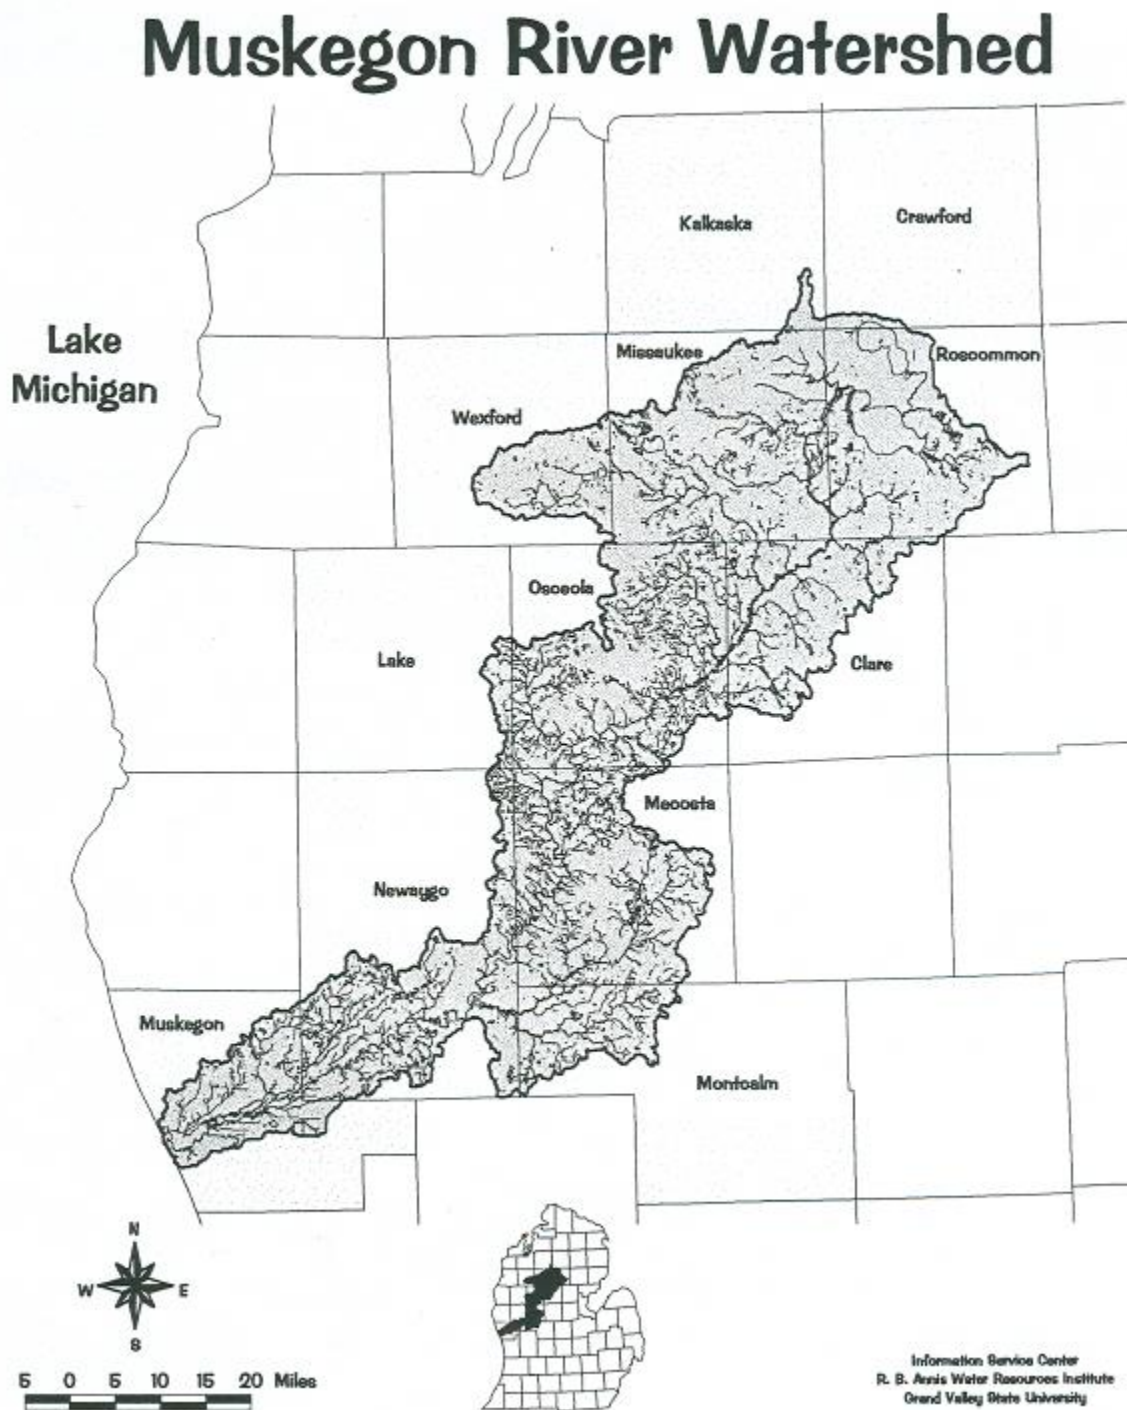 Muskegon River Watershed
Kalkaska
Crawford
Lake
Michigan
Missaukee
Roscommon
Wexford
Osceola
Lake
Clare
Mecosta
Newaygo
Muskegon
Montcalm
N
W
E
S
5 0 5 10 15 20 Miles
Information Service Center
R. B. Annis Water Resources Institute
Grand Valley State University